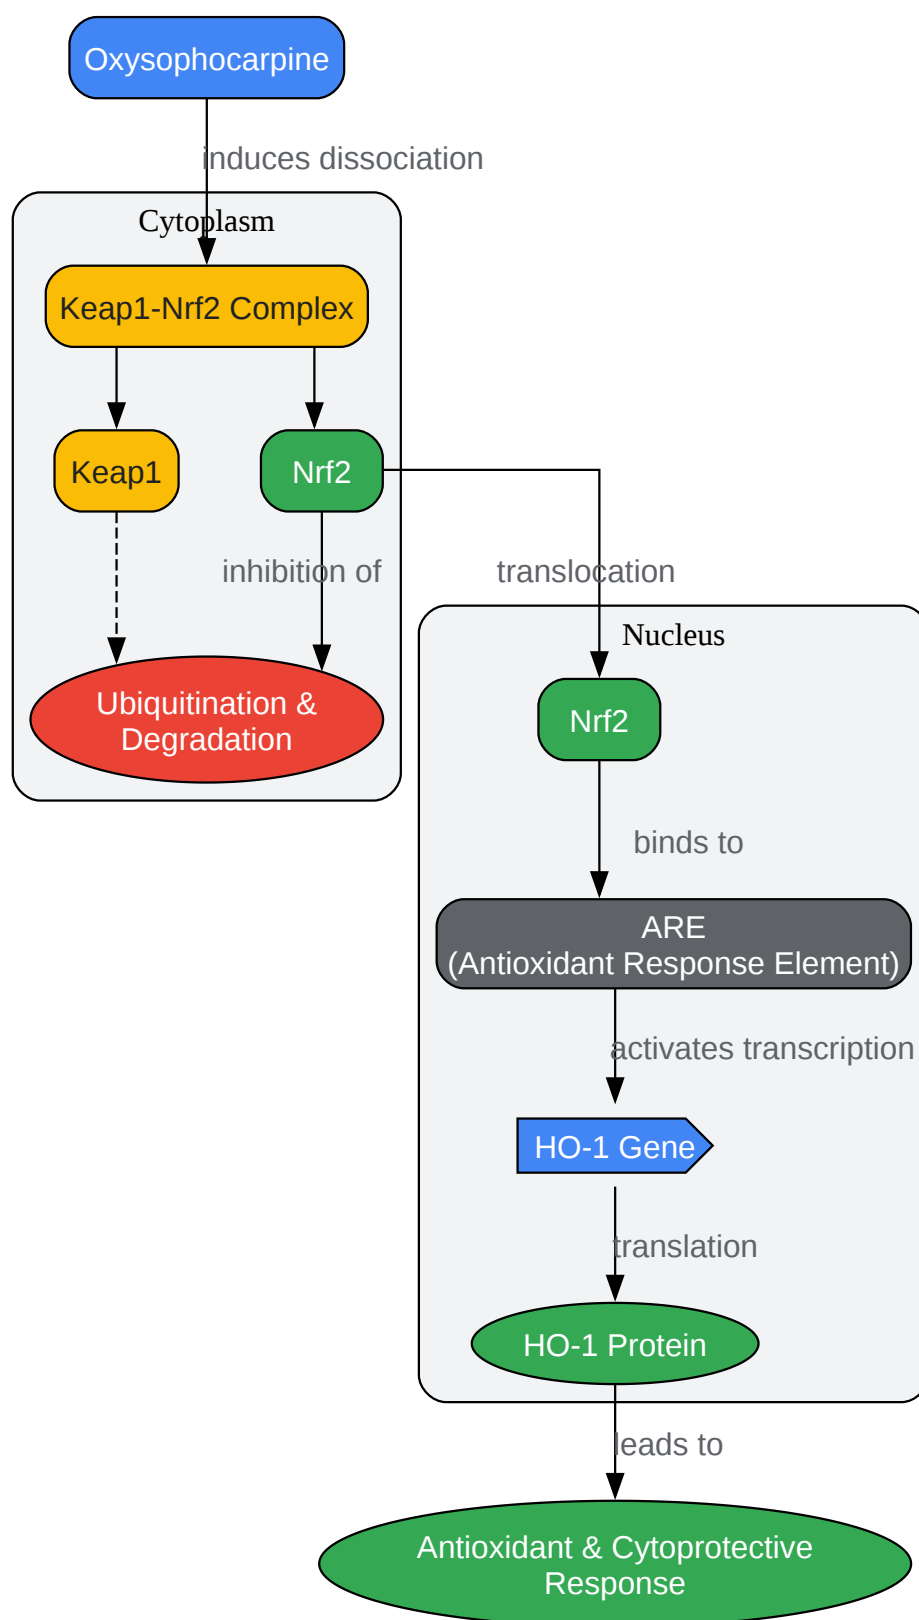 Oxysophocarpine
induces dissociation
Cytoplasm
Keap1-Nrf2 Complex
Keap1
Nrf2
inhibition of
translocation
Nucleus
Ubiquitination &
Degradation
Nrf2
binds to
ARE
(Antioxidant Response Element)
activates transcription
HO-1 Gene
translation
HO-1 Protein
leads to
Antioxidant & Cytoprotective
Response